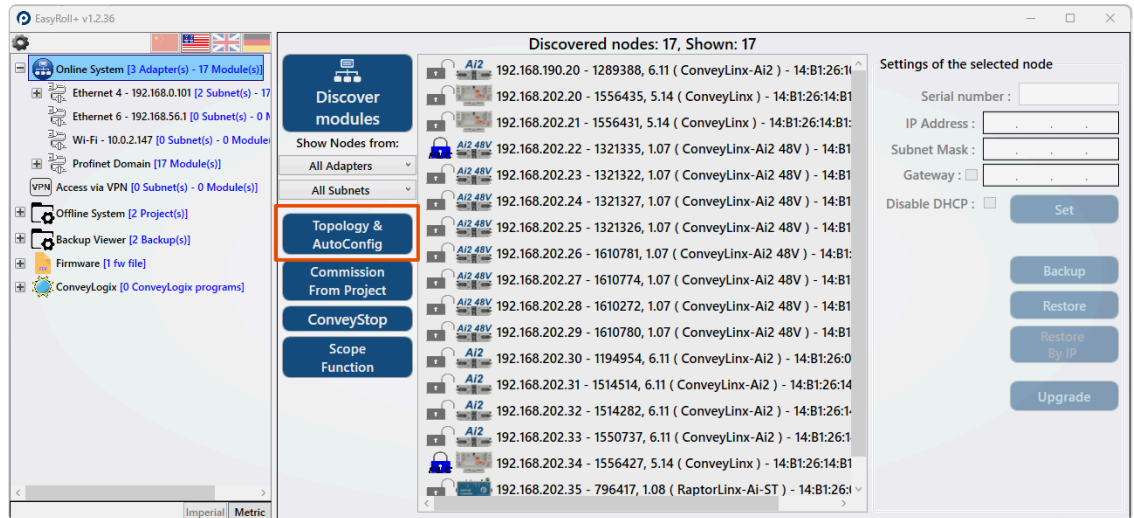 EasyRoll+ v1.2.36
Online System [3 Adapter(s) - 17 Module(s)]
Ethernet 4 - 192.168.0.101 [2 Subnet(s) - 17
Ethernet 6 - 192.168.56.1 [0 Subnet(s) - 0 M
Wi-Fi - 10.0.2.147 [0 Subnet(s) - 0 Module
Profinet Domain [17 Module(s)]
VPN Access via VPN [0 Subnet(s) - 0 Module(s)]
Offline System [2 Project(s)]
Backup Viewer [2 Backup(s)]
Firmware [1 fw file]
ConveyLogix [0 ConveyLogix programs]
Imperial Metric
Discovered nodes: 17, Shown: 17
Discover
modules
Show Nodes from:
All Adapters
All Subnets
Topology &
AutoConfig
Commission
From Project
ConveyStop
Scope
Function
Ai2 192.168.190.20 - 1289388, 6.11 ( ConveyLinx-Ai2 ) - 14:B1:26:1
192.168.202.20 - 1556435, 5.14 ( ConveyLinx ) - 14:B1:26:14:B1
192.168.202.21 - 1556431, 5.14 ( ConveyLinx ) - 14:B1:26:14:B1:
Ai2 48V 192.168.202.22 - 1321335, 1.07 ( ConveyLinx-Ai2 48V ) - 14:B1
Ai2 48V 192.168.202.23 - 1321322, 1.07 ( ConveyLinx-Ai2 48V ) - 14:B1
Ai2 48V 192.168.202.24 - 1321327, 1.07 ( ConveyLinx-Ai2 48V ) - 14:B1
Ai2 48V 192.168.202.25 - 1321326, 1.07 ( ConveyLinx-Ai2 48V ) - 14:B1
Ai2 48V 192.168.202.26 - 1610781, 1.07 ( ConveyLinx-Ai2 48V ) - 14:B1:
Ai2 48V 192.168.202.27 - 1610774, 1.07 ( ConveyLinx-Ai2 48V ) - 14:B1
Ai2 48V 192.168.202.28 - 1610272, 1.07 ( ConveyLinx-Ai2 48V ) - 14:B1
Ai2 48V 192.168.202.29 - 1610780, 1.07 ( ConveyLinx-Ai2 48V ) - 14:B1
Ai2 192.168.202.30 - 1194954, 6.11 ( ConveyLinx-Ai2 ) - 14:B1:26:0
Ai2 192.168.202.31 - 1514514, 6.11 ( ConveyLinx-Ai2 ) - 14:B1:26:14
Ai2 192.168.202.32 - 1514282, 6.11 ( ConveyLinx-Ai2 ) - 14:B1:26:1
Ai2 192.168.202.33 - 1550737, 6.11 ( ConveyLinx-Ai2 ) - 14:B1:26:1
192.168.202.34 - 1556427, 5.14 ( ConveyLinx ) - 14:B1:26:14:B1
192.168.202.35 - 796417, 1.08 ( RaptorLinx-Ai-ST ) - 14:B1:26:
Settings of the selected node
Serial number :
IP Address : . . .
Subnet Mask : . . .
Gateway : . . .
Disable DHCP :
Set
Backup
Restore
Restore
By IP
Upgrade